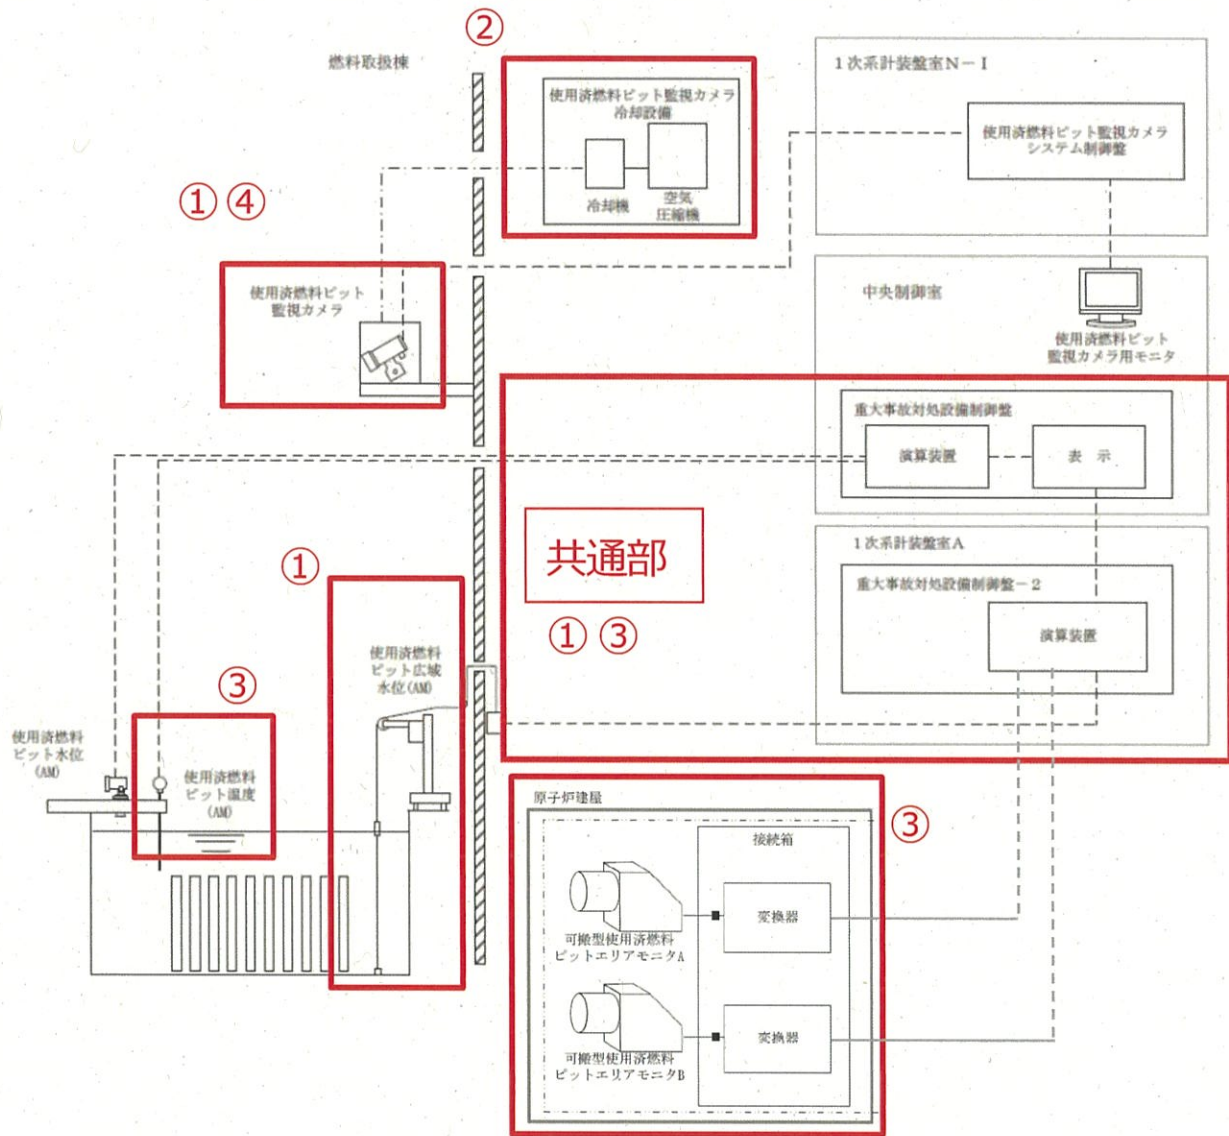 ②
燃料取扱棟
使用済燃料ピット監視カメラ
冷却設備
冷却機
空気
圧縮機
1次系計装盤室N-I
使用済燃料ピット監視カメラ
システム制御盤
① ④
使用済燃料ピット
監視カメラ
中央制御室
使用済燃料ピット
監視カメラ用モニタ
重大事故対処設備制御盤
演算装置
表 示
共通部
① ③
1次系計装盤室A
重大事故対処設備制御盤-2
演算装置
①
使用済燃料
ピット広域
水位(AM)
③
使用済燃料
ピット水位
(AM)
使用済燃料
ピット温度
(AM)
原子炉建屋
③
接続箱
変換器
可搬型使用済燃料
ピットエリアモニタA
変換器
可搬型使用済燃料
ピットエリアモニタB